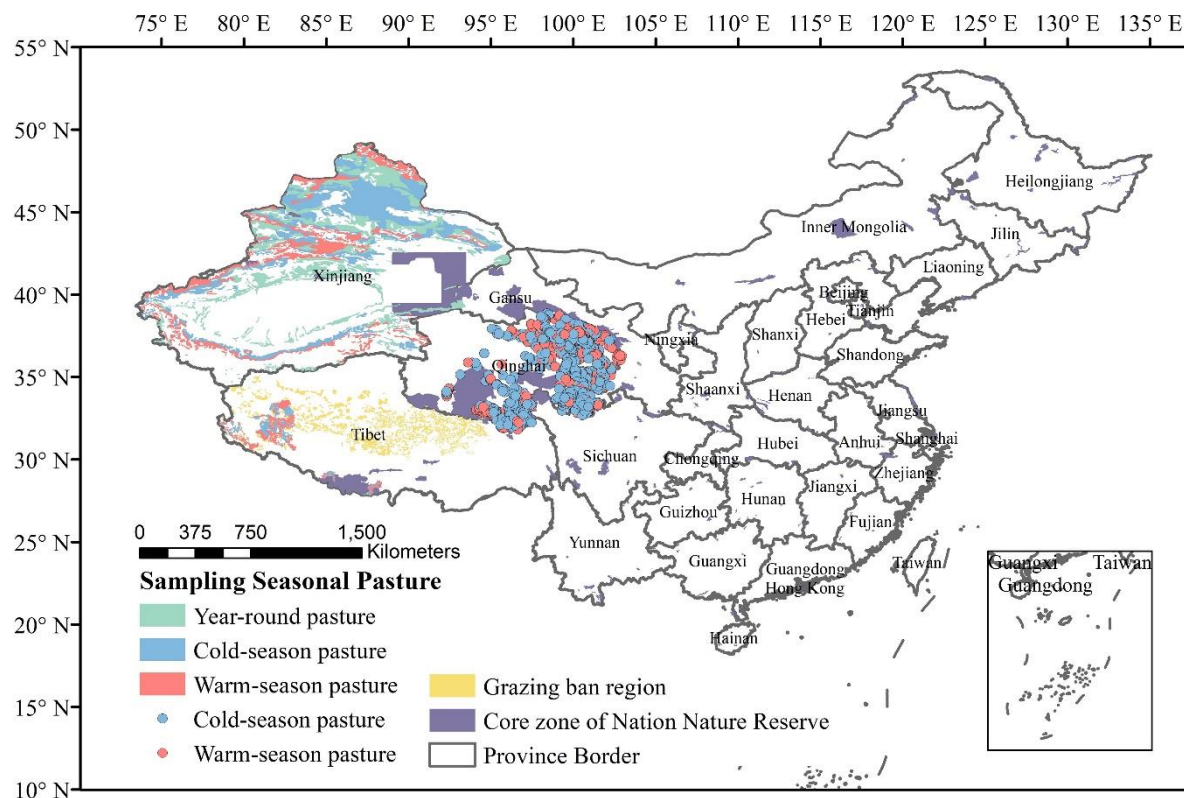 75° E 80° E 85° E 90° E 95° E 100° E 105° E 110° E 115° E 120° E 125° E 130° E 135° E
55° N
50° N
Heilongjiang
45° N
Inner Mongolia
Jilin
Xinjiang
Liaoning
40° N
Gansu
Beijing
Tianjin
Hebei
Ningxia
Shanxi
Shandong
35° N
Qinghai
Shaanxi
Henan
Jiangsu
Tibet
Hubei
Anhui
Shanghai
30° N
Sichuan
Chongqing
Zhejiang
Hunan
Jiangxi
Guizhou
Fujian
0 375 750 1,500
Kilometers
25° N
Yunnan
Guangxi
Guangdong
Hong Kong
Taiwan
Sampling Seasonal Pasture
Guangxi Taiwan
Guangdong
Year-round pasture
20° N
Hainan
Cold-season pasture
Warm-season pasture
Grazing ban region
15° N
Cold-season pasture
Core zone of Nation Nature Reserve
Warm-season pasture
Province Border
10° N